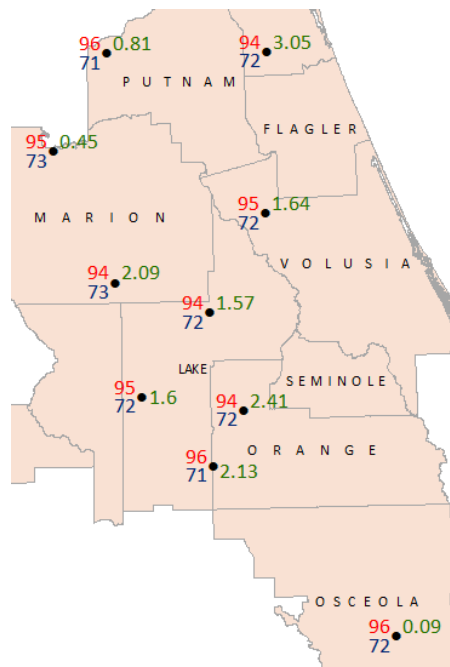 96 0.81
71
94 3.05
72
PUTNAM
FLAGLER
95 0.45
73
95 1.64
72
MARION
VOLUSIA
94 2.09
73
94 1.57
72
LAKE
SEMINOLE
95
72 1.6
94 2.41
72
ORANGE
96
71 2.13
OSCEOLA
96 0.09
72